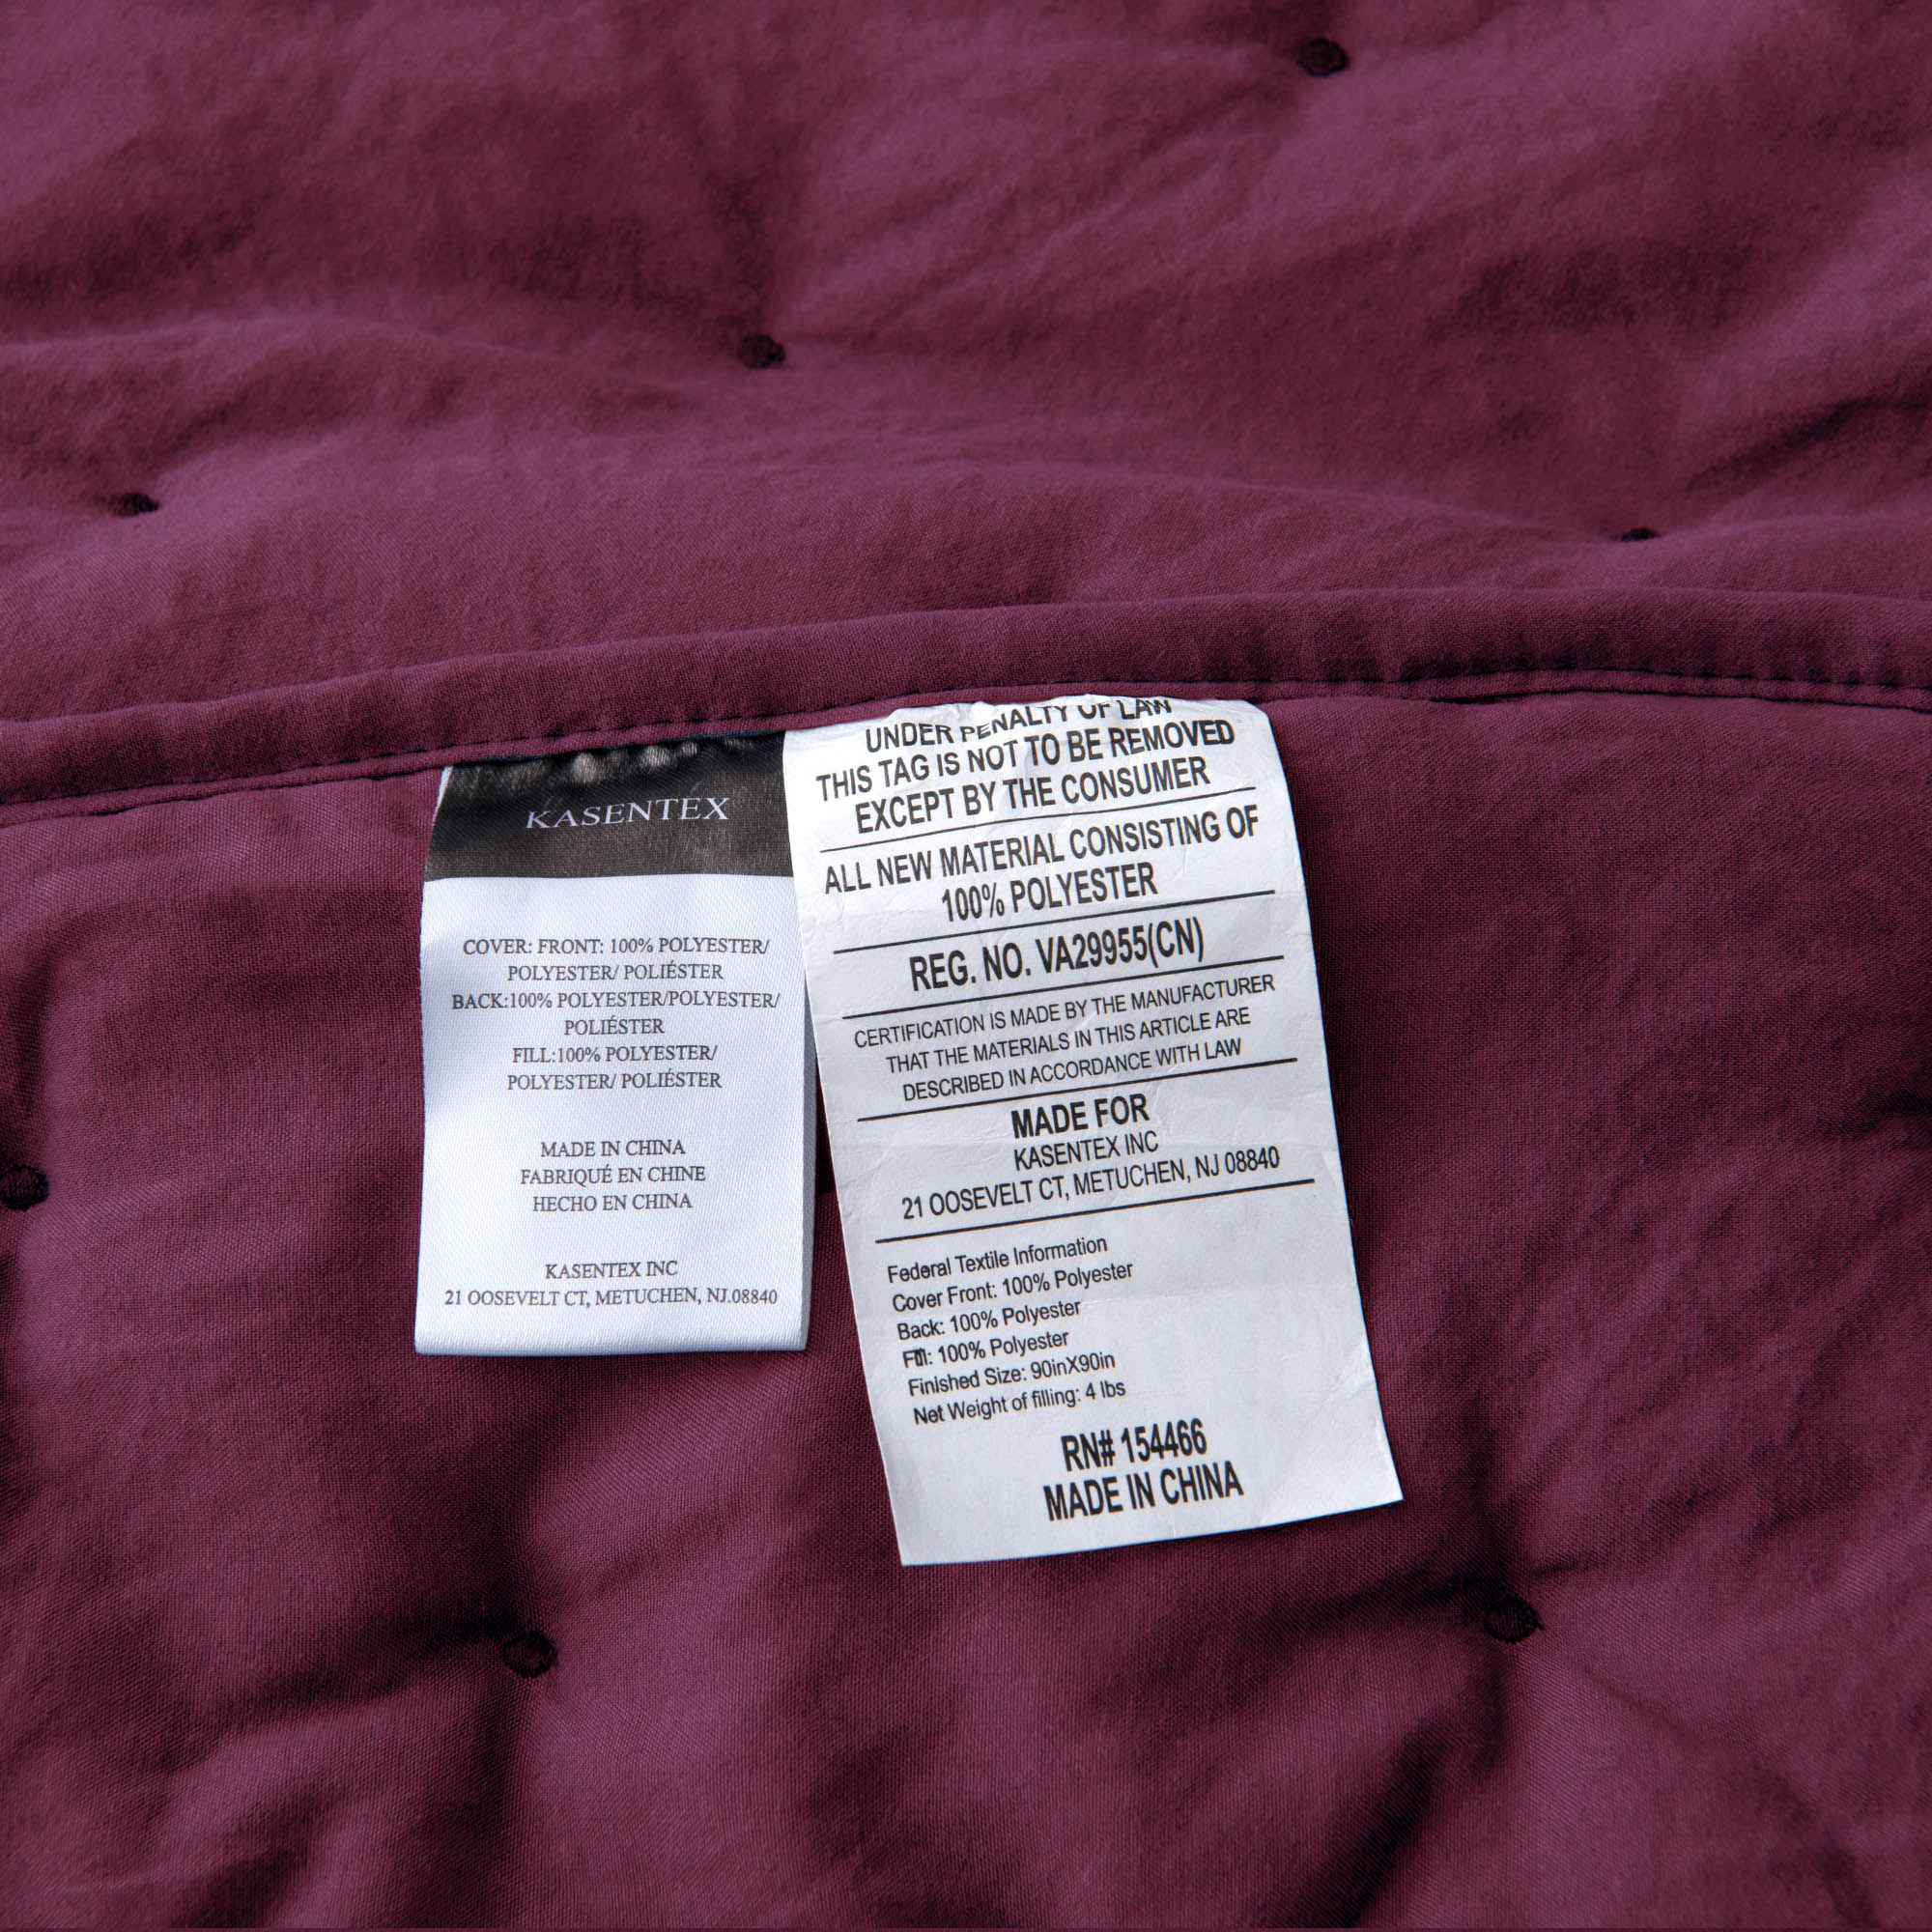 KASENTEX
COVER: FRONT: 100% POLYESTER/
POLYESTER/ POLIÉSTER
BACK:100% POLYESTER/POLYESTER/
POLIÉSTER
FILL:100% POLYESTER/
POLYESTER/ POLIÉSTER
MADE IN CHINA
FABRIQUÉ EN CHINE
HECHO EN CHINA
KASENTEX INC
21 OOSEVELT CT, METUCHEN, NJ.08840
UNDER PENALTY OF LAW
THIS TAG IS NOT TO BE REMOVED
EXCEPT BY THE CONSUMER
ALL NEW MATERIAL CONSISTING OF
100% POLYESTER
REG. NO. VA29955(CN)
CERTIFICATION IS MADE BY THE MANUFACTURER
THAT THE MATERIALS IN THIS ARTICLE ARE
DESCRIBED IN ACCORDANCE WITH LAW
MADE FOR
KASENTEX INC
21 OOSEVELT CT, METUCHEN, NJ 08840
Federal Textile Information
Cover Front: 100% Polyester
Back: 100% Polyester
Fill: 100% Polyester
Finished Size: 90inX90in
Net Weight of filling: 4 lbs
RN# 154466
MADE IN CHINA